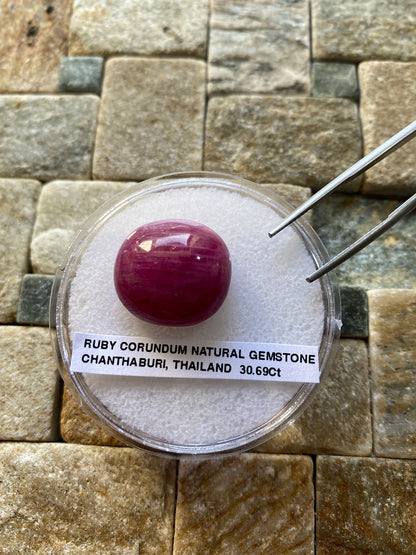 RUBY CORUNDUM NATURAL GEMSTONE
CHANTHABURI, THAILAND 30.69Ct